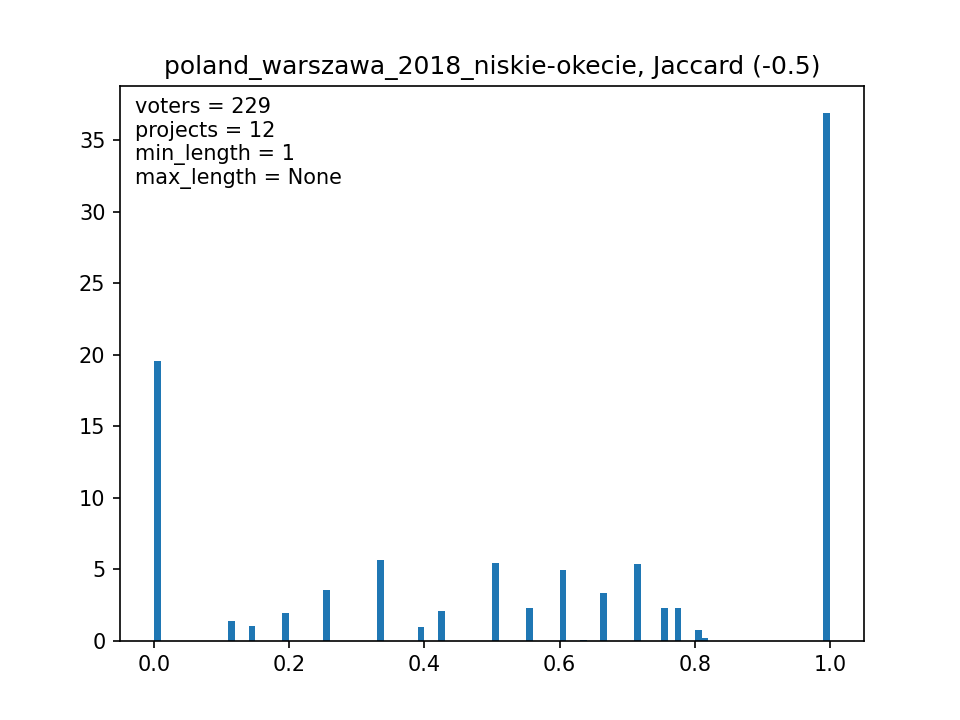 poland_warszawa_2018_niskie-okecie, Jaccard (-0.5)
voters = 229
projects = 12
min_length = 1
max_length = None
35
30
25
20
15
10
5
0
0.0 0.2 0.4 0.6 0.8 1.0